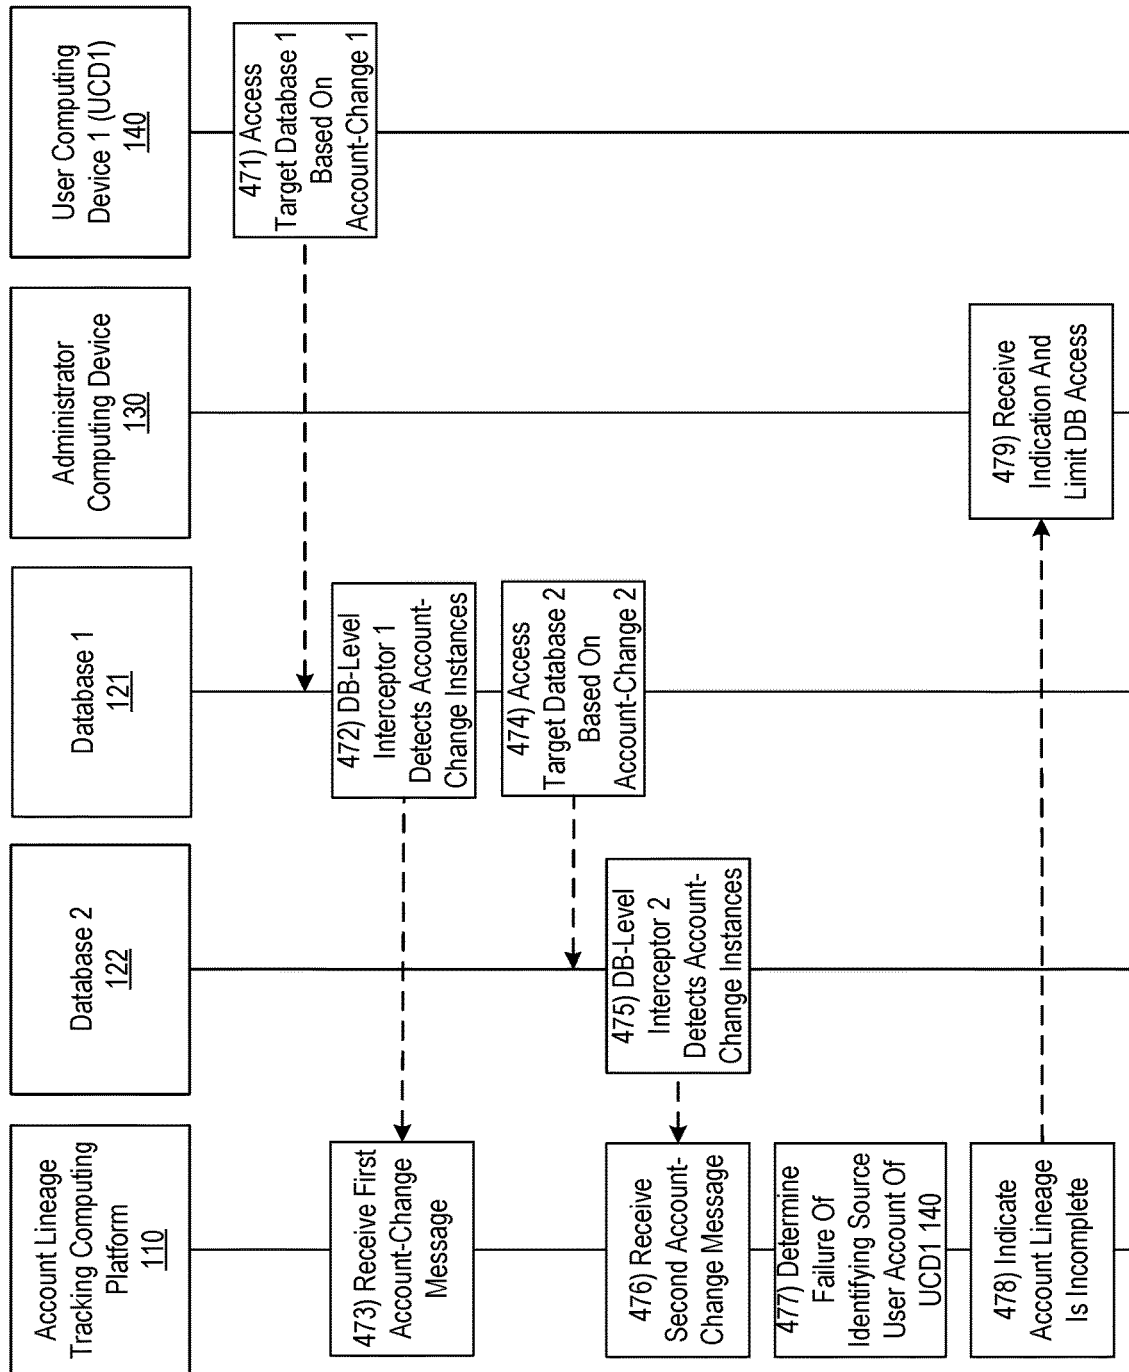 Account Lineage
Tracking Computing
Platform
110
Database 2
122
Database 1
121
Administrator
Computing Device
130
User Computing
Device 1 (UCD1)
140
471) Access
Target Database 1
Based On
Account-Change 1
472) DB-Level
Interceptor 1
Detects Account-
Change Instances
473) Receive First
Account-Change
Message
474) Access
Target Database 2
Based On
Account-Change 2
475) DB-Level
Interceptor 2
Detects Account-
Change Instances
476) Receive
Second Account-
Change Message
477) Determine
Failure Of
Identifying Source
User Account Of
UCD1 140
478) Indicate
Account Lineage
Is Incomplete
479) Receive
Indication And
Limit DB Access